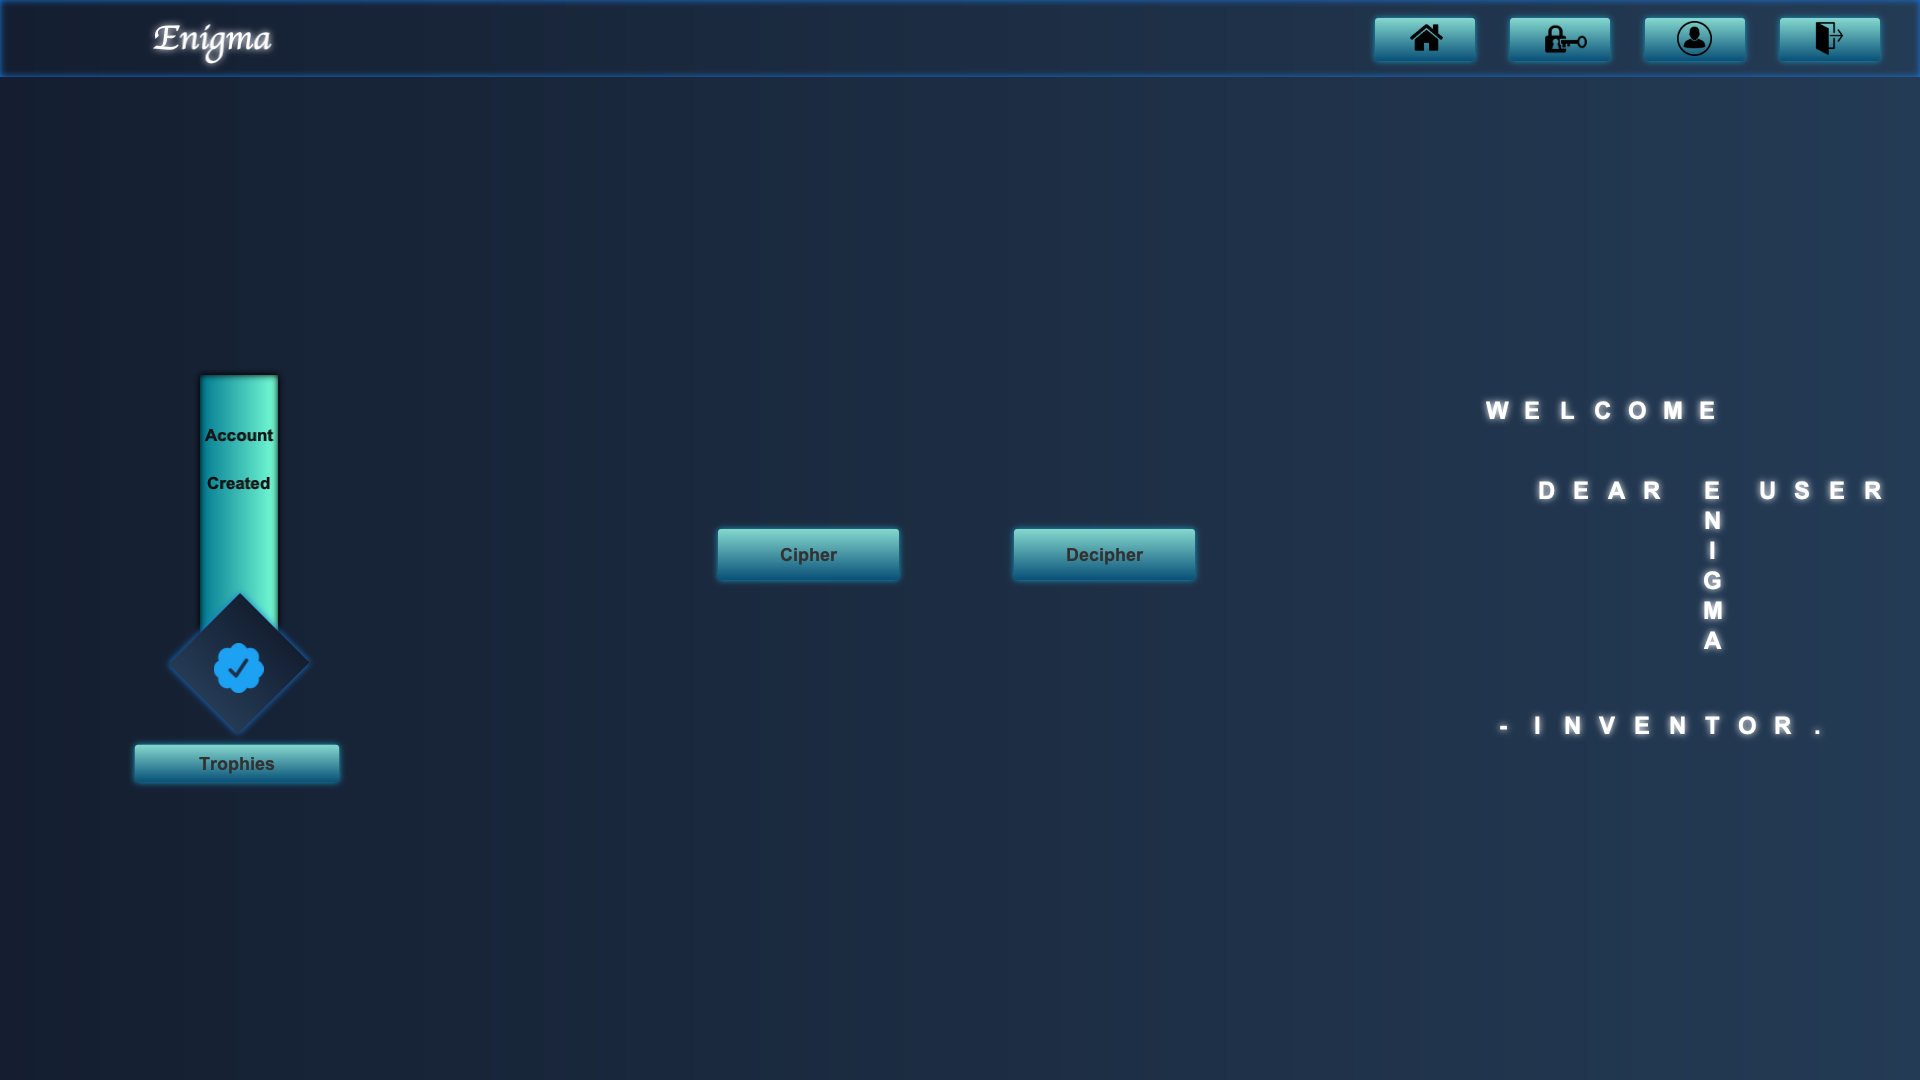 Enigma
Account
Created
Trophies
Cipher
Decipher
W E L C O M E
D E A R E U S E R
N
I
G
M
A
- I N V E N T O R .